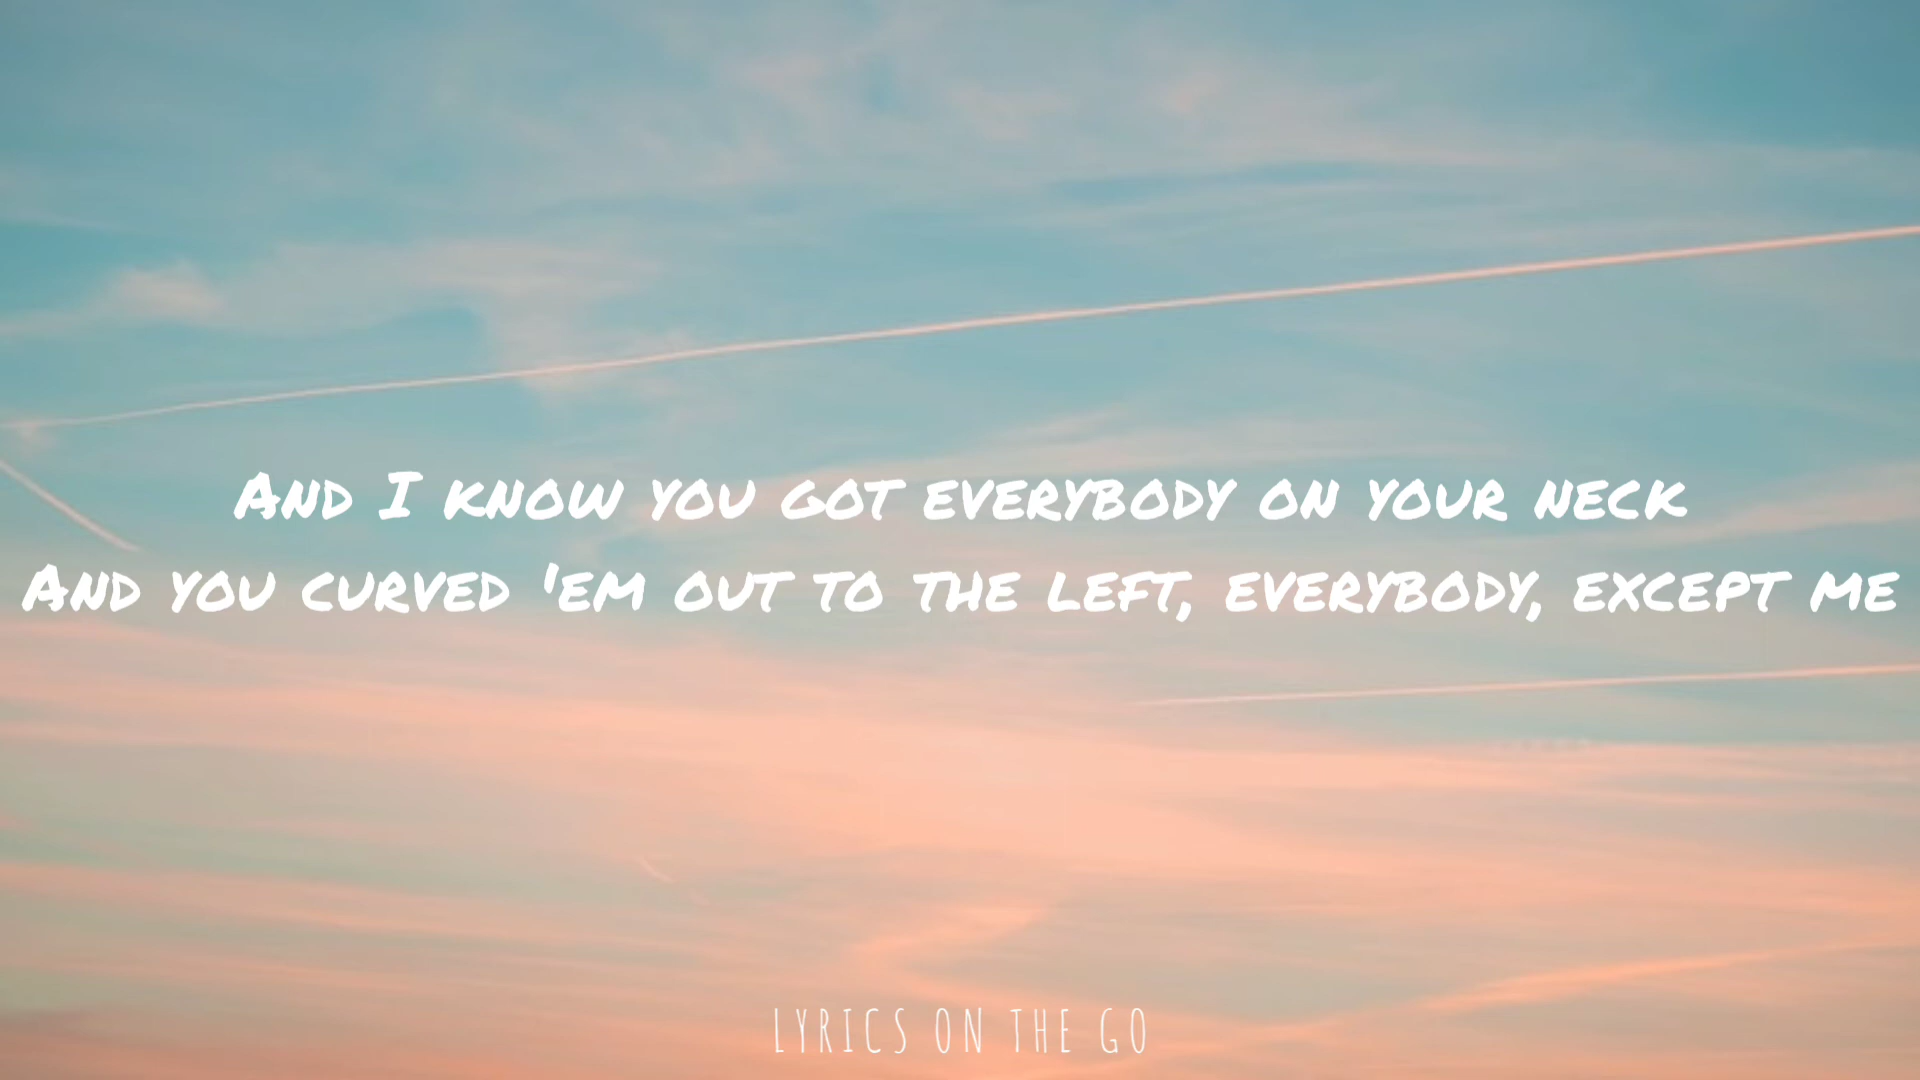 And I know you got everybody on your neck
And you curved 'em out to the left, everybody, except me
LYRICS ON THE GO